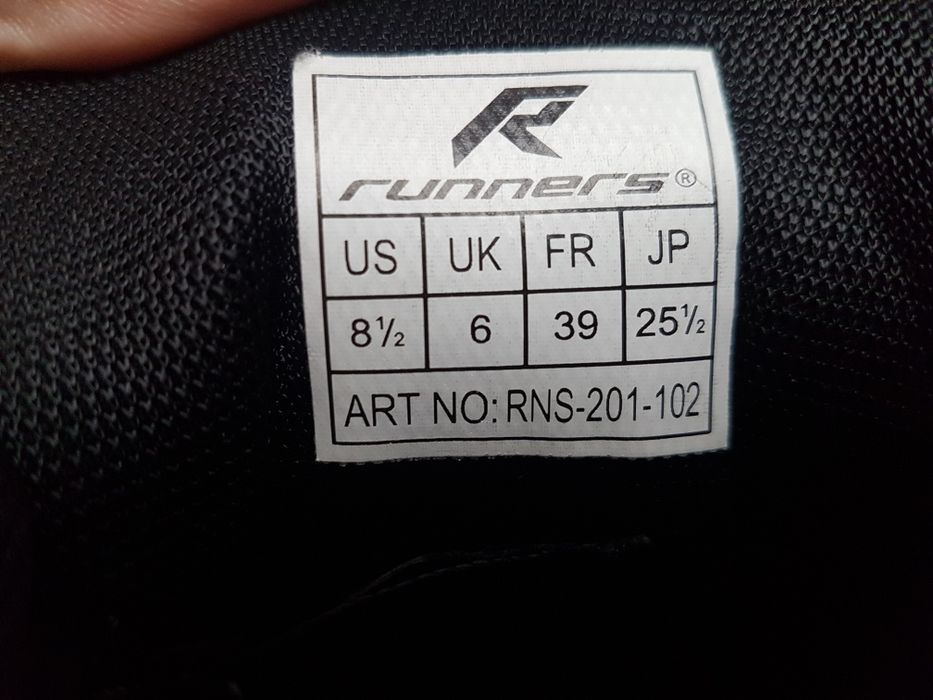 runners®
US UK FR JP
8½ 6 39 25½
ART NO: RNS-201-102